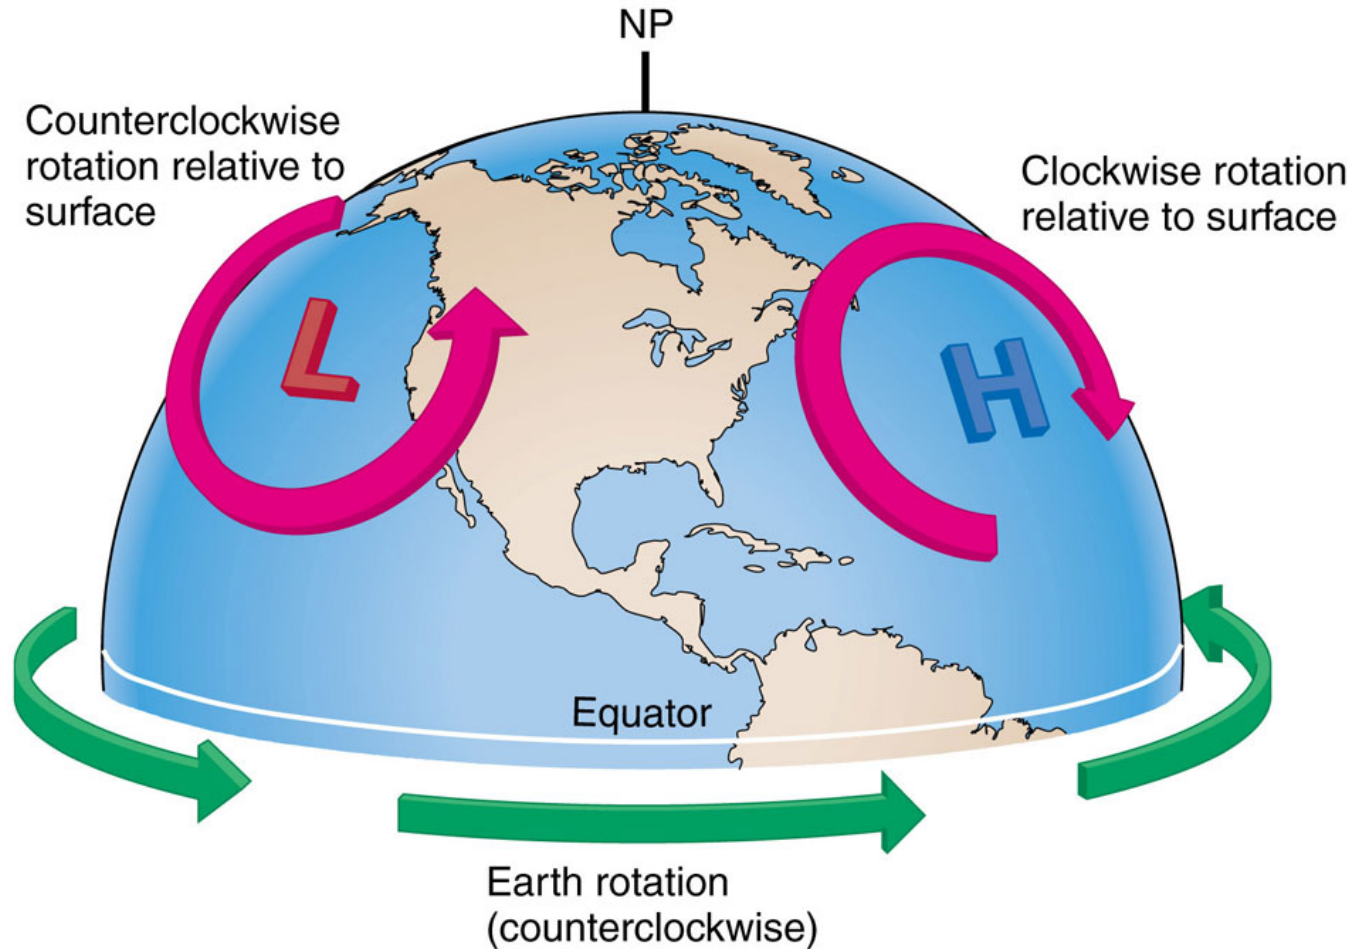 NP
Counterclockwise
rotation relative to
surface
Clockwise rotation
relative to surface
L
H
Equator
Earth rotation
(counterclockwise)